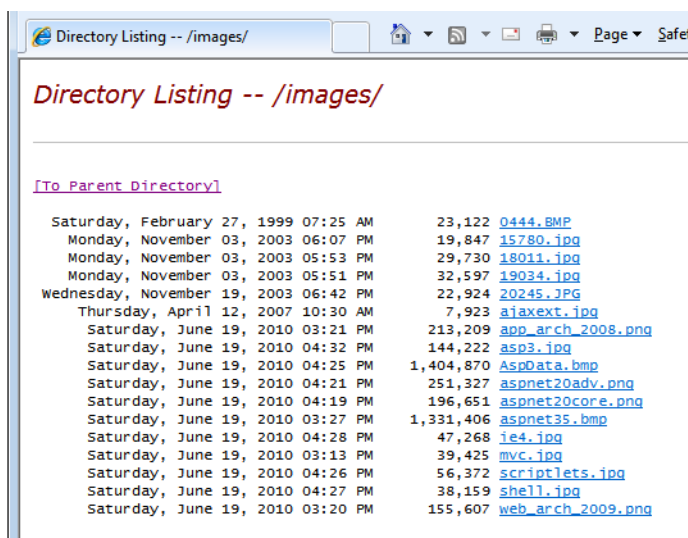 Directory Listing -- /images/
Page
Safe
Directory Listing -- /images/
[To Parent Directory]
Saturday, February 27, 1999 07:25 AM 23,122 0444.BMP
Monday, November 03, 2003 06:07 PM 19,847 15780.jpg
Monday, November 03, 2003 05:53 PM 29,730 18011.jpg
Monday, November 03, 2003 05:51 PM 32,597 19034.jpg
Wednesday, November 19, 2003 06:42 PM 22,924 20245.JPG
Thursday, April 12, 2007 10:30 AM 7,923 ajaxext.jpg
Saturday, June 19, 2010 03:21 PM 213,209 app_arch_2008.png
Saturday, June 19, 2010 04:32 PM 144,222 asp3.jpg
Saturday, June 19, 2010 04:25 PM 1,404,870 AspData.bmp
Saturday, June 19, 2010 04:21 PM 251,327 aspnet20adv.png
Saturday, June 19, 2010 04:19 PM 196,651 aspnet20core.png
Saturday, June 19, 2010 03:27 PM 1,331,406 aspnet35.bmp
Saturday, June 19, 2010 04:28 PM 47,268 ie4.jpg
Saturday, June 19, 2010 03:13 PM 39,425 mvc.jpg
Saturday, June 19, 2010 04:26 PM 56,372 scriptlets.jpg
Saturday, June 19, 2010 04:27 PM 38,159 shell.jpg
Saturday, June 19, 2010 03:20 PM 155,607 web_arch_2009.png